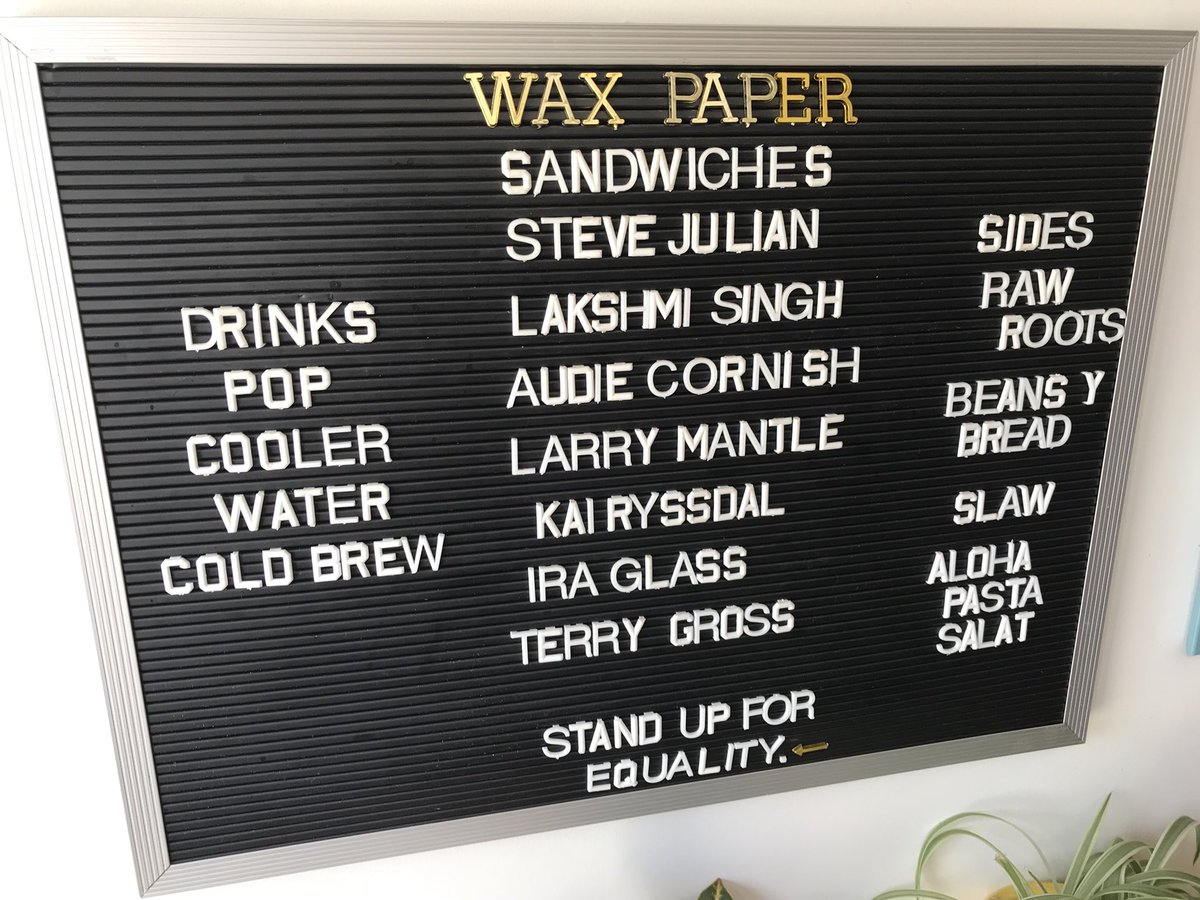 WAX PAPER
SANDWICHES
STEVE JULIAN
LAKSHMI SINGH
AUDIE CORNISH
LARRY MANTLE
KAI RYSSDAL
IRA GLASS
TERRY GROSS
DRINKS
POP
COOLER
WATER
COLD BREW
SIDES
RAW
ROOTS
BEANS Y
BREAD
SLAW
ALOHA
PASTA
SALAT
STAND UP FOR
EQUALITY.